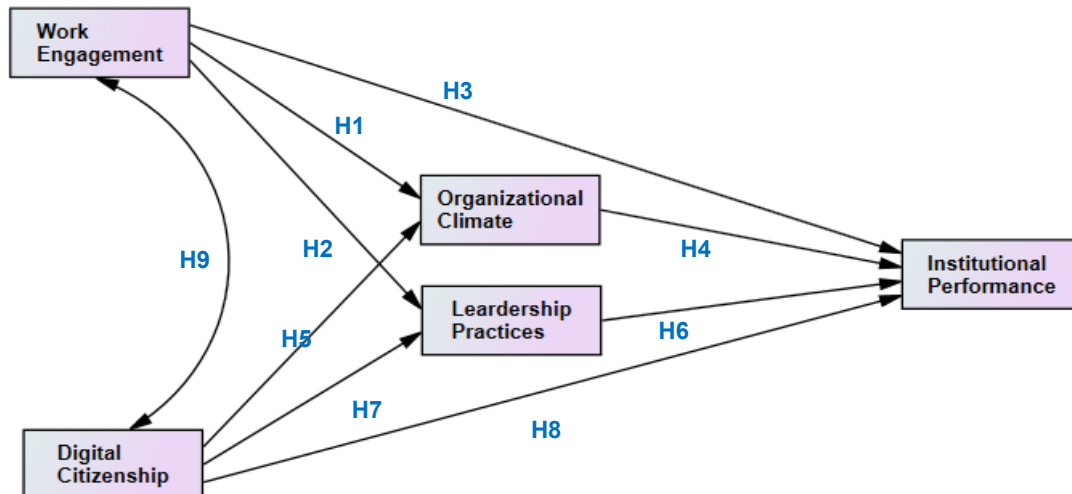 Work
Engagement
H3
H1
Organizational
Climate
H2
H9
H4
Institutional
Performance
Leardership
Practices
H5
H6
H7
H8
Digital
Citizenship